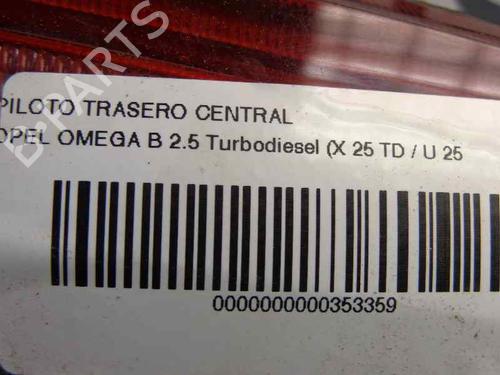 B-PARTS
PILOTO TRASERO CENTRAL
OPEL OMEGA B 2.5 Turbodiesel (X 25 TD / U 25
0000000000353359